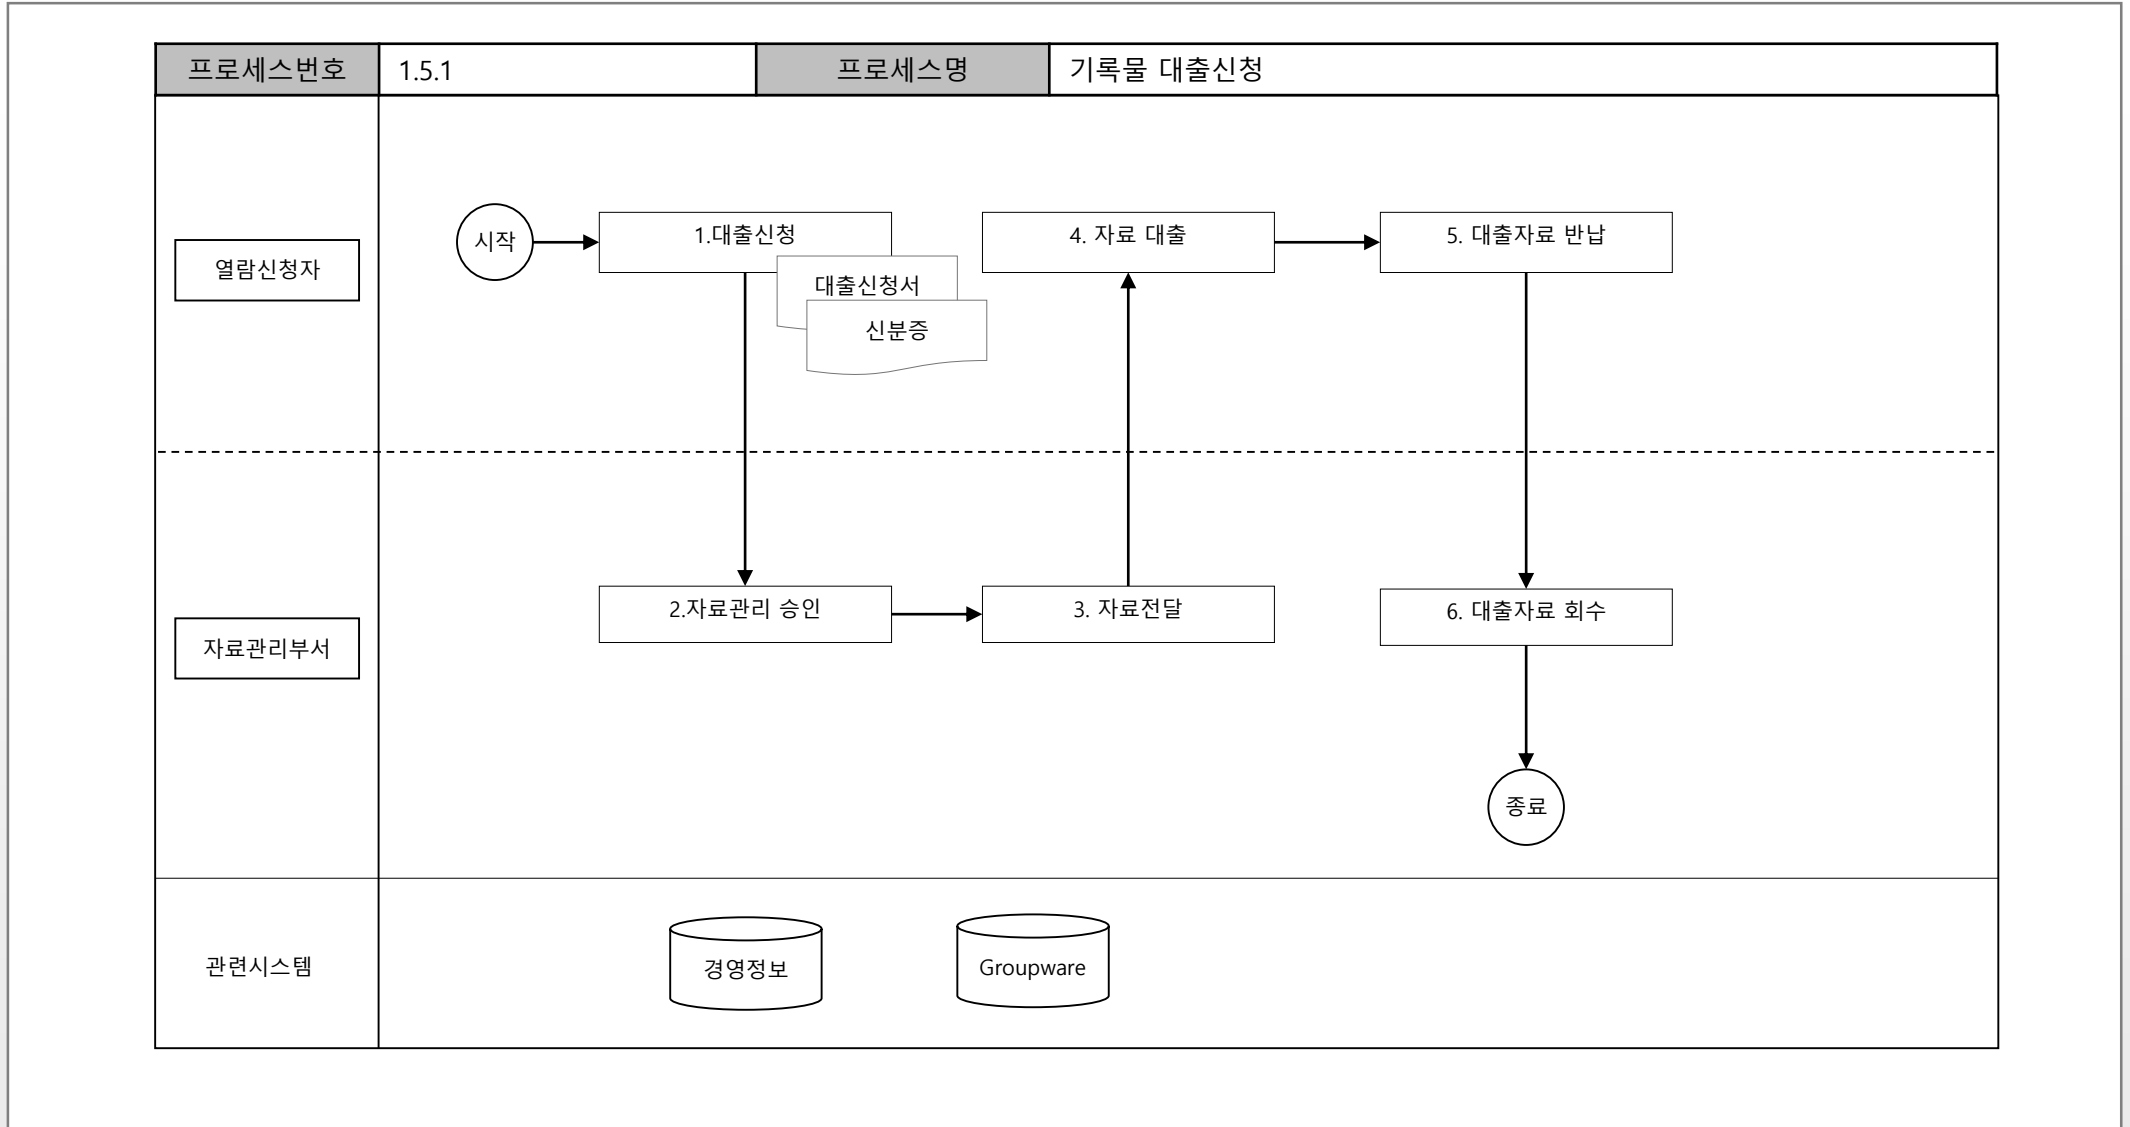 프로세스번호 1.5.1 프로세스명 기록물 대출신청
열람신청자
시작
1.대출신청
대출신청서
신분증
4. 자료 대출
5. 대출자료 반납
자료관리부서
2.자료관리 승인
3. 자료전달
6. 대출자료 회수
종료
관련시스템
경영정보
Groupware